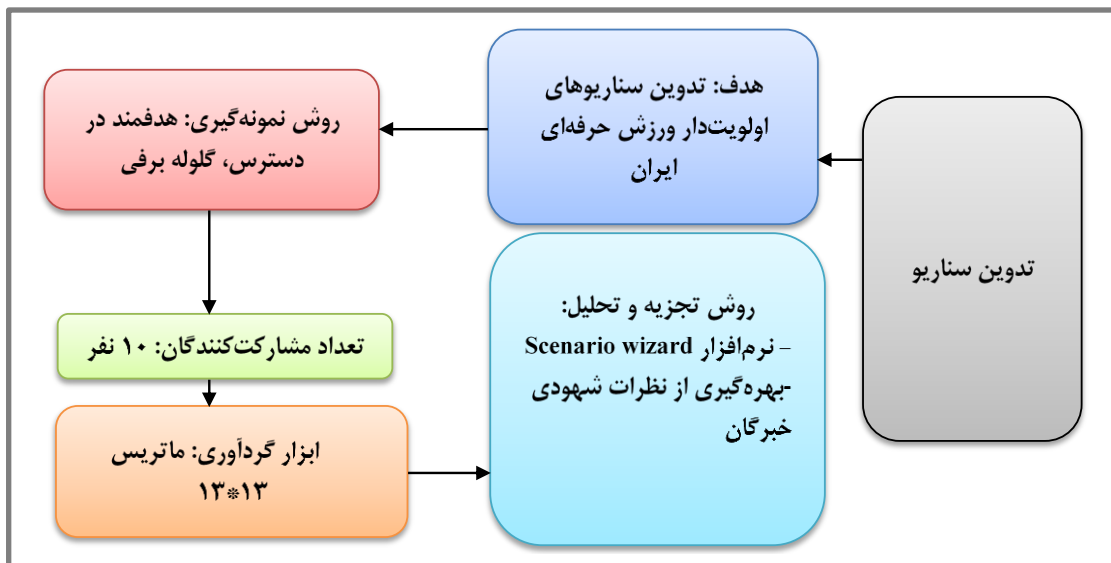 تدوین سناریو
هدف: تدوین سناریوهای
اولویت‌دار ورزش حرفه‌ای
ایران
روش نمونه‌گیری: هدفمند در
دسترس، گلوله برفی
تعداد مشارکت‌کنندگان: ۱۰ نفر
ابزار گردآوری: ماتریس
۱۳*۱۳
روش تجزیه و تحلیل:
– نرم‌افزار Scenario wizard
-بهره‌گیری از نظرات شهودی
خبرگان